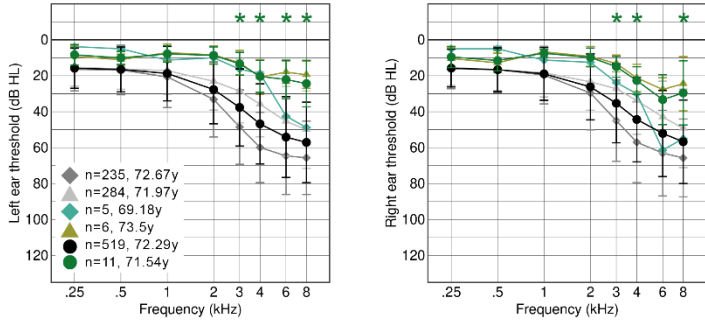 * * * *
0
20
40
60
80
100
120
Left ear threshold (dB HL)
n=235, 72.67y
n=284, 71.97y
n=5, 69.18y
n=6, 73.5y
n=519, 72.29y
n=11, 71.54y
.25 .5 1 2 3 4 6 8
Frequency (kHz)
* * *
0
20
40
60
80
100
120
Right ear threshold (dB HL)
.25 .5 1 2 3 4 6 8
Frequency (kHz)